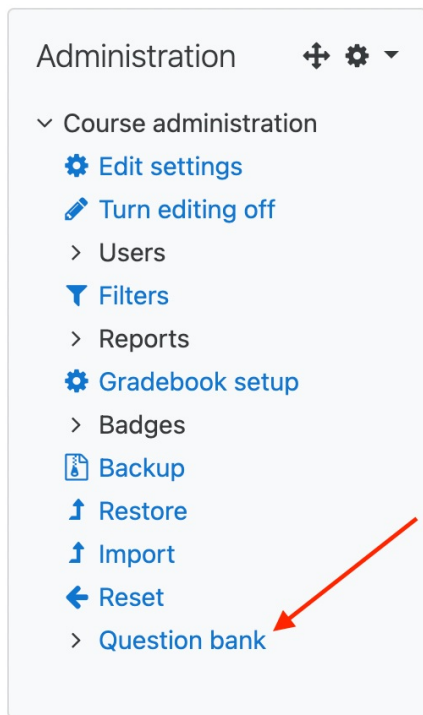 Administration
Course administration
Edit settings
Turn editing off
Users
Filters
Reports
Gradebook setup
Badges
Backup
Restore
Import
Reset
Question bank